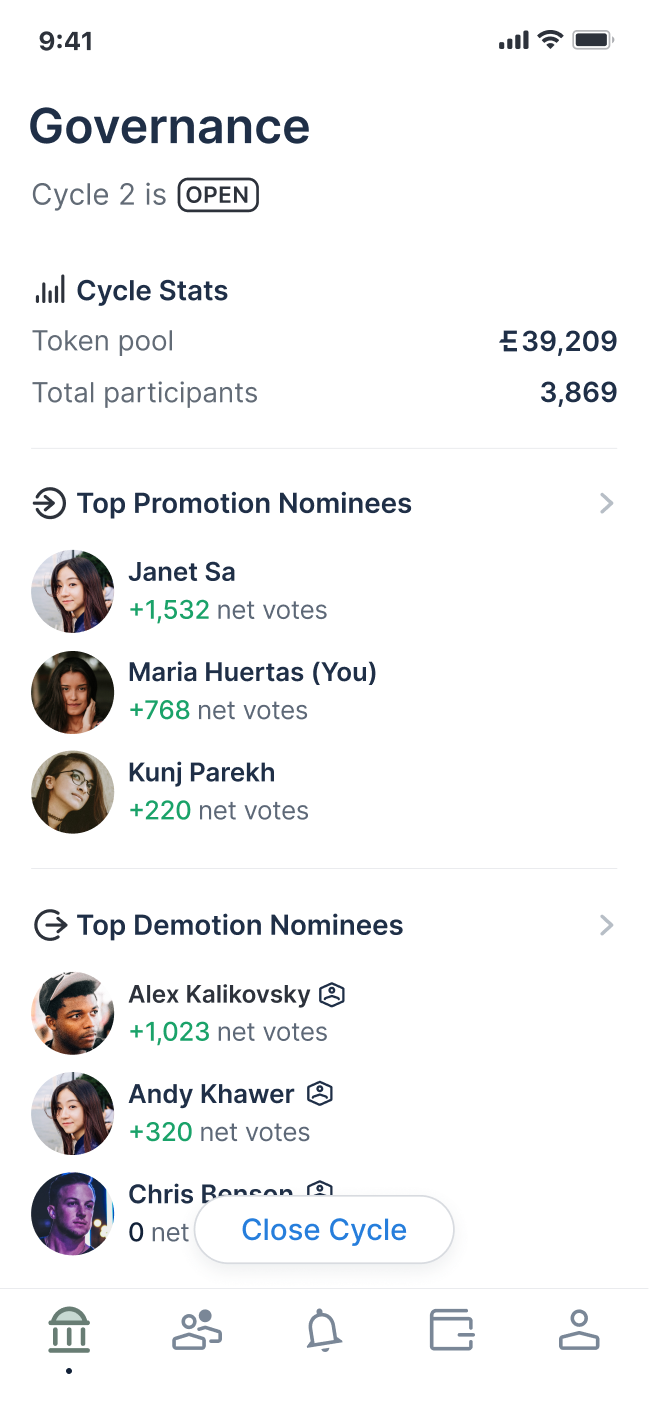 9:41
Governance
Cycle 2 is OPEN
Cycle Stats
Token pool Ꞓ39,209
Total participants 3,869
Top Promotion Nominees
Janet Sa
+1,532 net votes
Maria Huertas (You)
+768 net votes
Kunj Parekh
+220 net votes
Top Demotion Nominees
Alex Kalikovsky
+1,023 net votes
Andy Khawer
+320 net votes
Chris Benson
0 net
Close Cycle